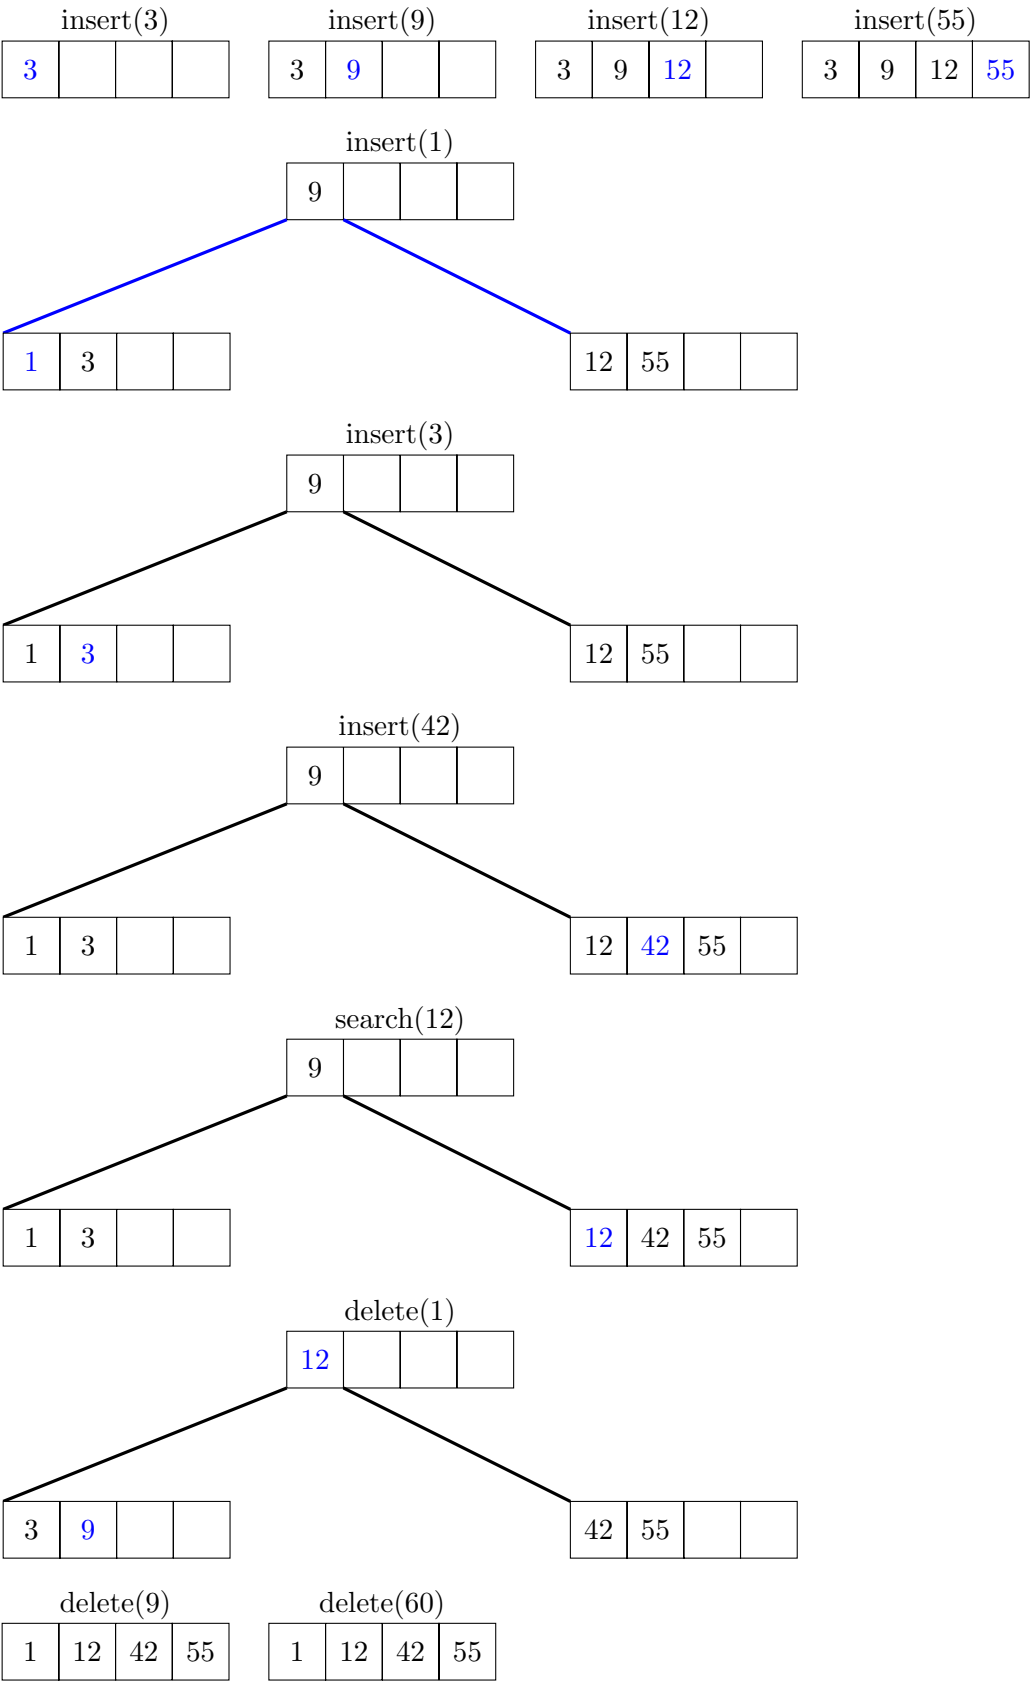 insert(3) insert(9) insert(12) insert(55)
3 3 9 3 9 12 3 9 12 55
insert(1)
9
1 3 12 55
insert(3)
9
1 3 12 55
insert(42)
9
1 3 12 42 55
search(12)
9
1 3 12 42 55
delete(1)
12
3 9 42 55
delete(9) delete(60)
1 12 42 55 1 12 42 55